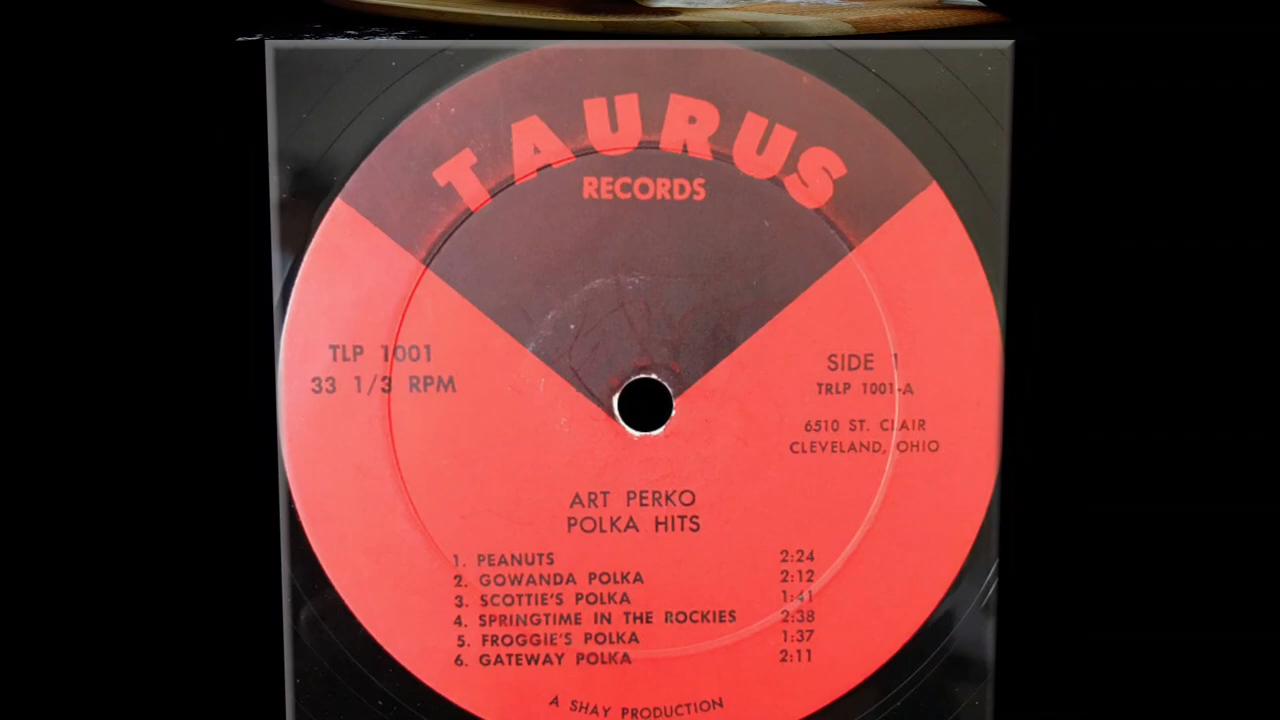 TAURUS
RECORDS
TLP 1001
33 1/3 RPM
SIDE 1
TRLP 1001-A
6510 ST. CLAIR
CLEVELAND, OHIO
ART PERKO
POLKA HITS
1. PEANUTS 2:24
2. GOWANDA POLKA 2:12
3. SCOTTIE'S POLKA 1:41
4. SPRINGTIME IN THE ROCKIES 2:38
5. FROGGIE'S POLKA 1:37
6. GATEWAY POLKA 2:11
A SHAY PRODUCTION